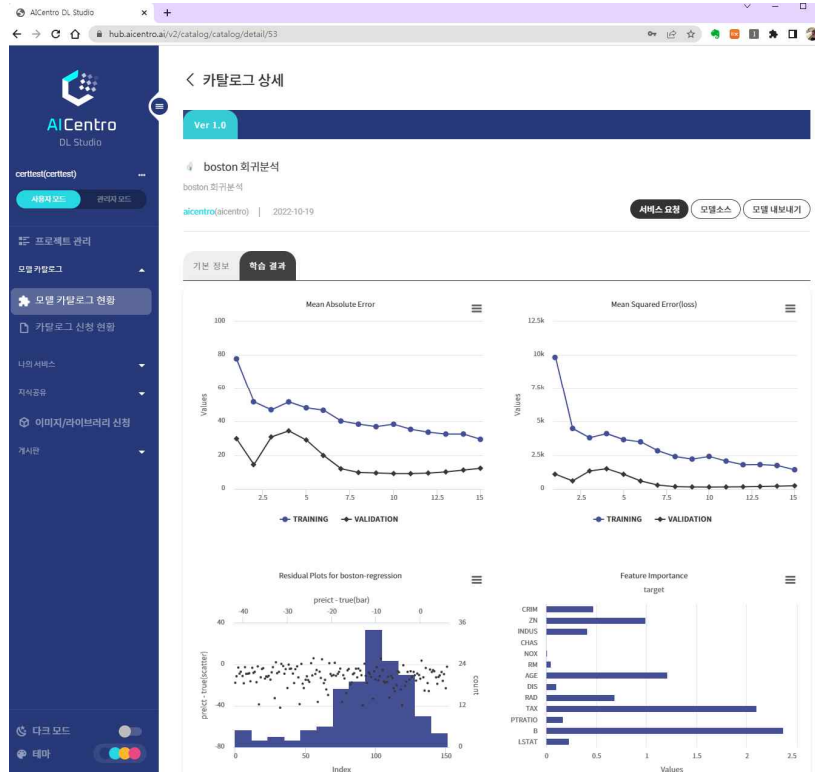 AICentro DL Studio
hub.aicentro.ai/v2/catalog/catalog/detail/53
AICentro
DL Studio
certtest(certtest)
사용자 모드
관리자 모드
프로젝트 관리
모델 카탈로그
모델 카탈로그 현황
카탈로그 신청 현황
나의 서비스
지식공유
이미지/라이브러리 신청
게시판
다크 모드
테마
카탈로그 상세
Ver 1.0
boston 회귀분석
boston 회귀분석
aicentro(aicentro) | 2022-10-19
서비스 요청
모델소스
모델 내보내기
기본 정보
학습 결과
Mean Absolute Error
Values
100
80
60
40
20
0
2.5 5 7.5 10 12.5 15
TRAINING VALIDATION
Mean Squared Error(loss)
Values
12.5k
10k
7.5k
5k
2.5k
0
2.5 5 7.5 10 12.5 15
TRAINING VALIDATION
Residual Plots for boston-regression
preict - true(bar)
-40 -30 -20 -10 0
preict - true(scatter)
40
0
-40
-80
36
24
12
0
count
0 50 100 150
Index
Feature Importance
target
CRIM
ZN
INDUS
CHAS
NOX
RM
AGE
DIS
RAD
TAX
PTRATIO
B
LSTAT
0 0.5 1 1.5 2 2.5
Values